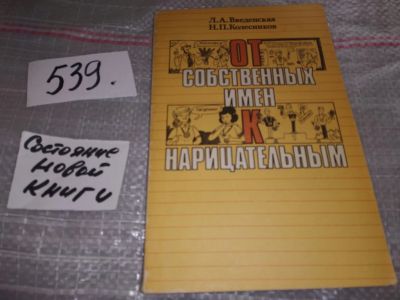 539.
Состояние
новой
книги
Л.А.Введенская
Н.П.Колесников
ОТ
СОБСТВЕННЫХ
ИМЕН
К
НАРИЦАТЕЛЬНЫМ